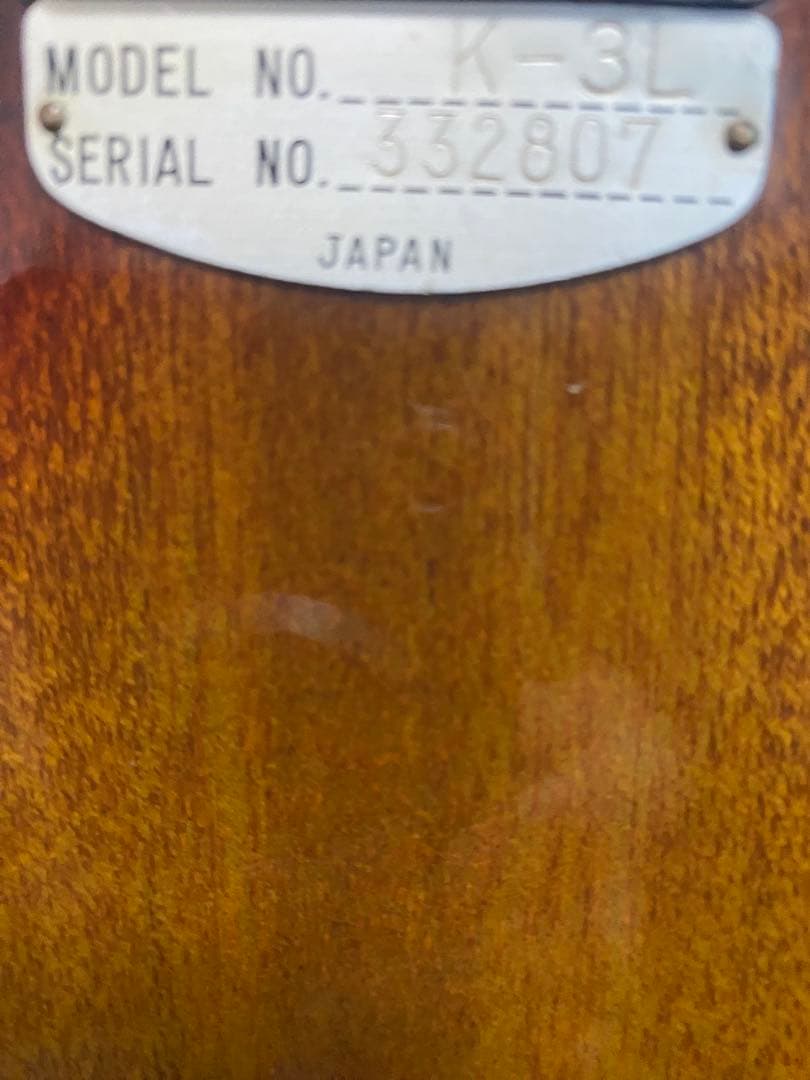 MODEL NO. K-3L
SERIAL NO. 332807
JAPAN